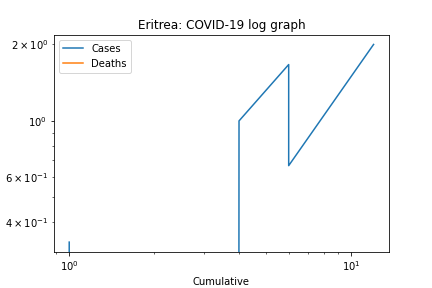 Eritrea: COVID-19 log graph
Cases
Deaths
2 × 10⁰
10⁰
6 × 10⁻¹
4 × 10⁻¹
10⁰
10¹
Cumulative